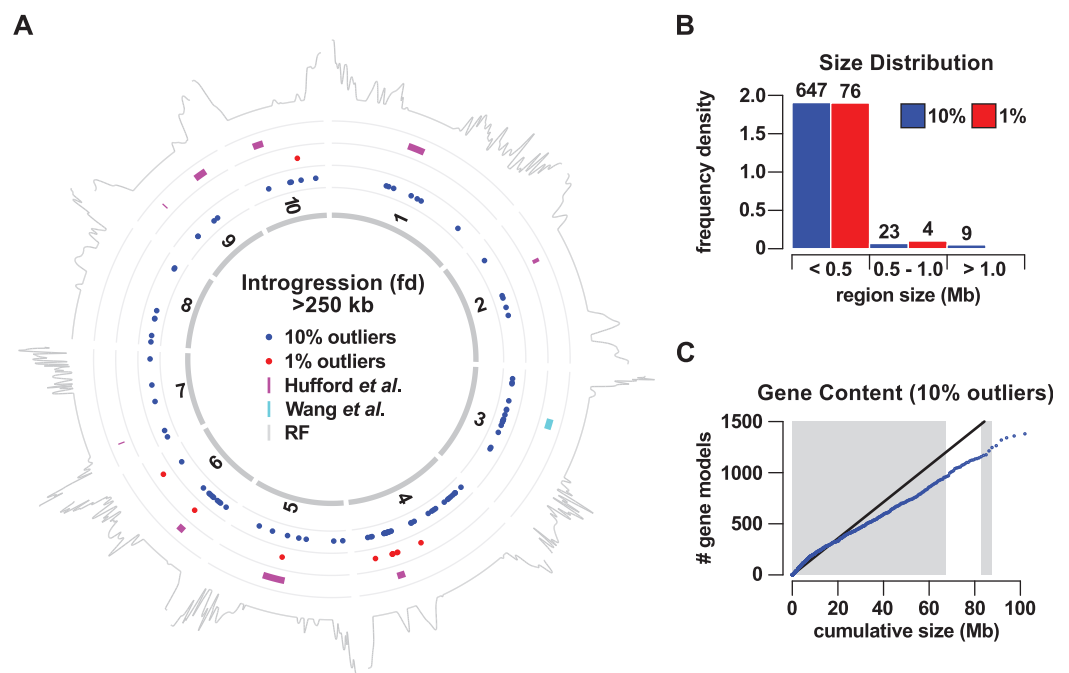 A
1
2
3
4
5
6
7
8
9
10
Introgression (fd)
>250 kb
10% outliers
1% outliers
Hufford et al.
Wang et al.
RF
B
Size Distribution
frequency density
2.0
1.5
1.0
0.5
0
647 76
23 4
9
10% 1%
< 0.5 0.5 - 1.0 > 1.0
region size (Mb)
C
Gene Content (10% outliers)
# gene models
1500
1000
500
0
0 20 40 60 80 100
cumulative size (Mb)